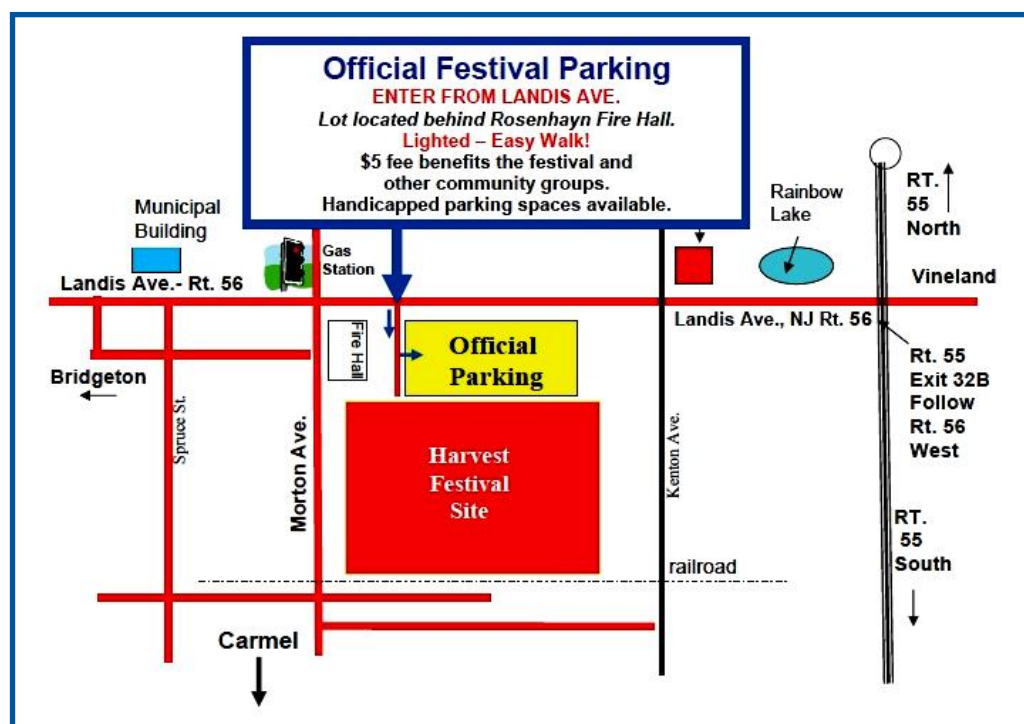 Official Festival Parking
ENTER FROM LANDIS AVE.
Lot located behind Rosenhayn Fire Hall.
Lighted – Easy Walk!
$5 fee benefits the festival and
other community groups.
Handicapped parking spaces available.
Municipal
Building
Gas
Station
Rainbow
Lake
RT.
55
North
Landis Ave.- Rt. 56
Vineland
Landis Ave., NJ Rt. 56
Fire Hall
Official
Parking
Bridgeton
Rt. 55
Exit 32B
Follow
Rt. 56
West
Spruce St.
Morton Ave.
Harvest
Festival
Site
Kenton Ave.
RT.
55
South
railroad
Carmel